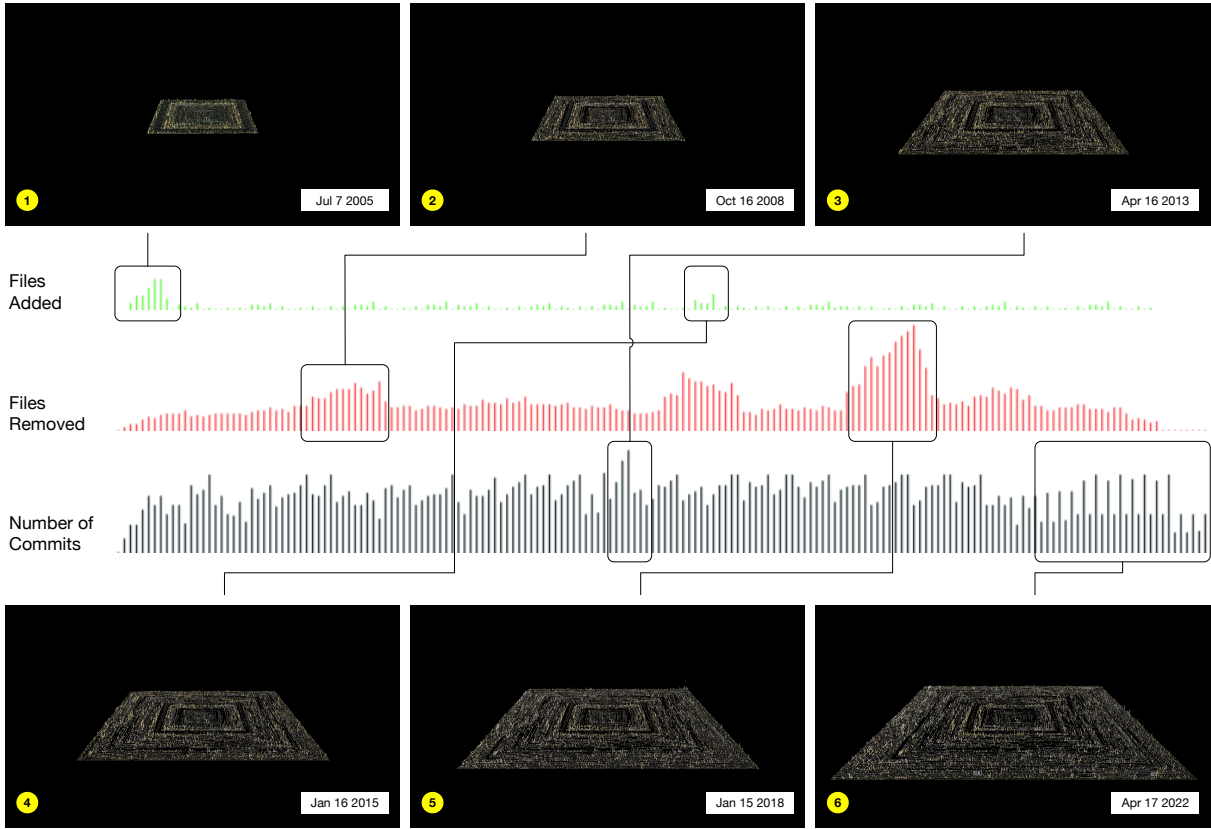 1
Jul 7 2005
2
Oct 16 2008
3
Apr 16 2013
Files
Added
Files
Removed
Number of
Commits
4
Jan 16 2015
5
Jan 15 2018
6
Apr 17 2022